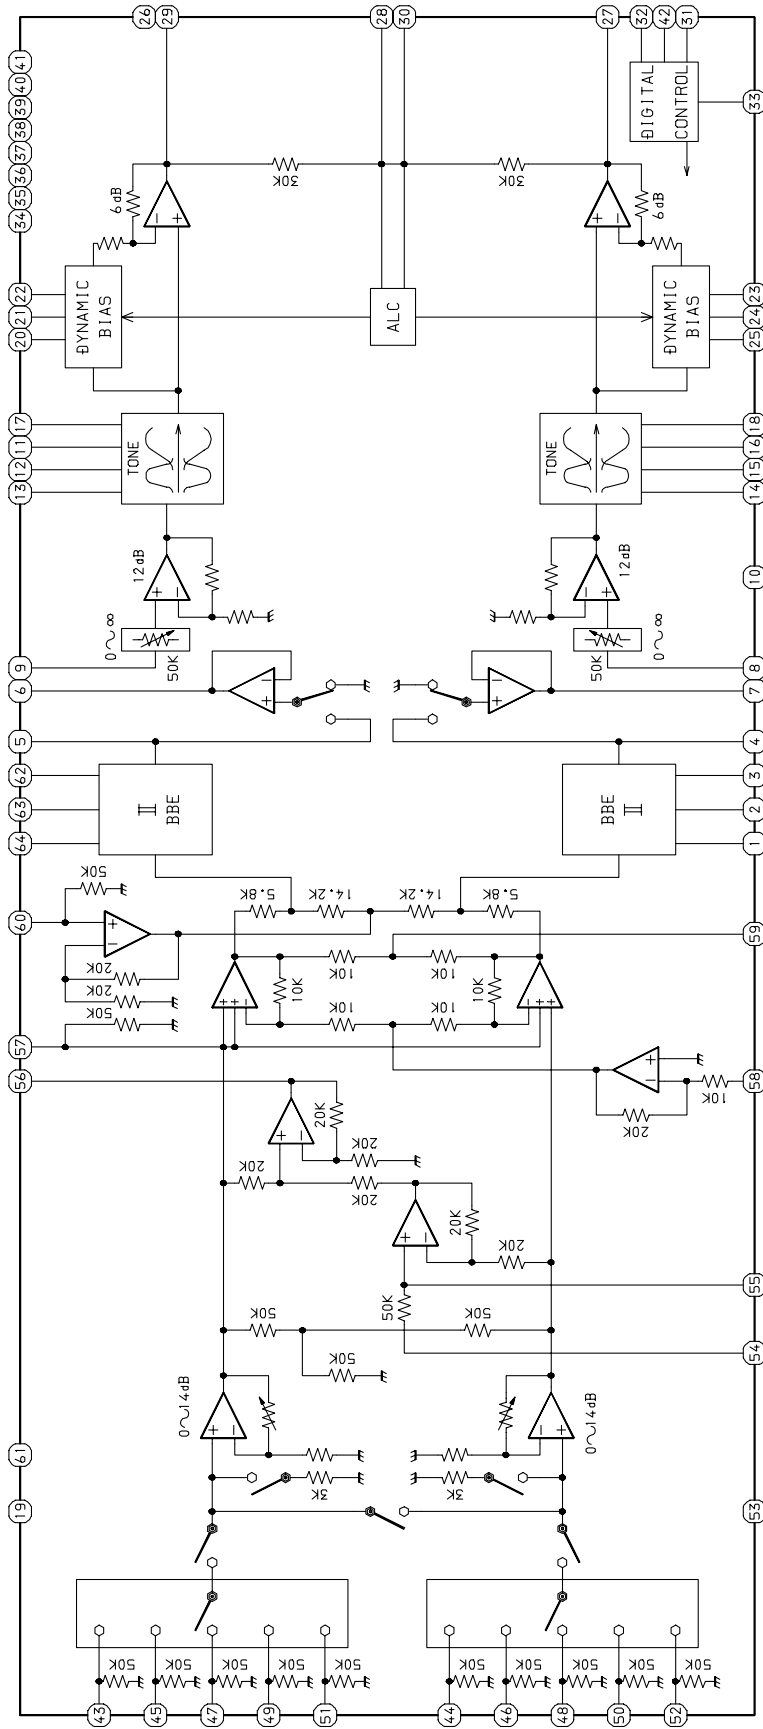 26 29 28 30 27 32 42 31
41
40
39
38
37
36
35
34
DIGITAL
CONTROL
33
6dB
30K
30K
6dB
22
21
20
DYNAMIC
BIAS
ALC
DYNAMIC
BIAS
23
24
25
17
11
12
13
TONE
TONE
18
16
15
14
12dB
12dB
10
0〜∞
50K
50K
0〜∞
9
6
8
7
5
62
63
64
II
BBE
II
BBE
4
3
2
1
50K
60
20K
20K
50K
5.8K
14.2K
14.2K
5.8K
59
10K
10K
10K
10K
10K
10K
57
56
58
10K
20K
20K
20K
20K
20K
20K
20K
50K
55
54
50K
50K
50K
0〜14dB
0〜14dB
61
19
3K
3K
53
50K
50K
50K
50K
50K
50K
50K
50K
50K
50K
43 45 47 49 51 44 46 48 50 52